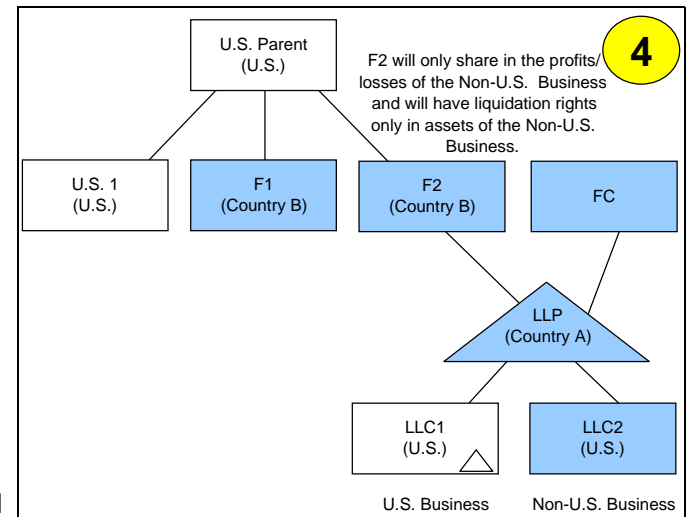 U.S. Parent
(U.S.)
F2 will only share in the profits/
losses of the Non-U.S. Business
and will have liquidation rights
only in assets of the Non-U.S.
Business.
4
U.S. 1
(U.S.)
F1
(Country B)
F2
(Country B)
FC
LLP
(Country A)
LLC1
(U.S.)
LLC2
(U.S.)
U.S. Business
Non-U.S. Business